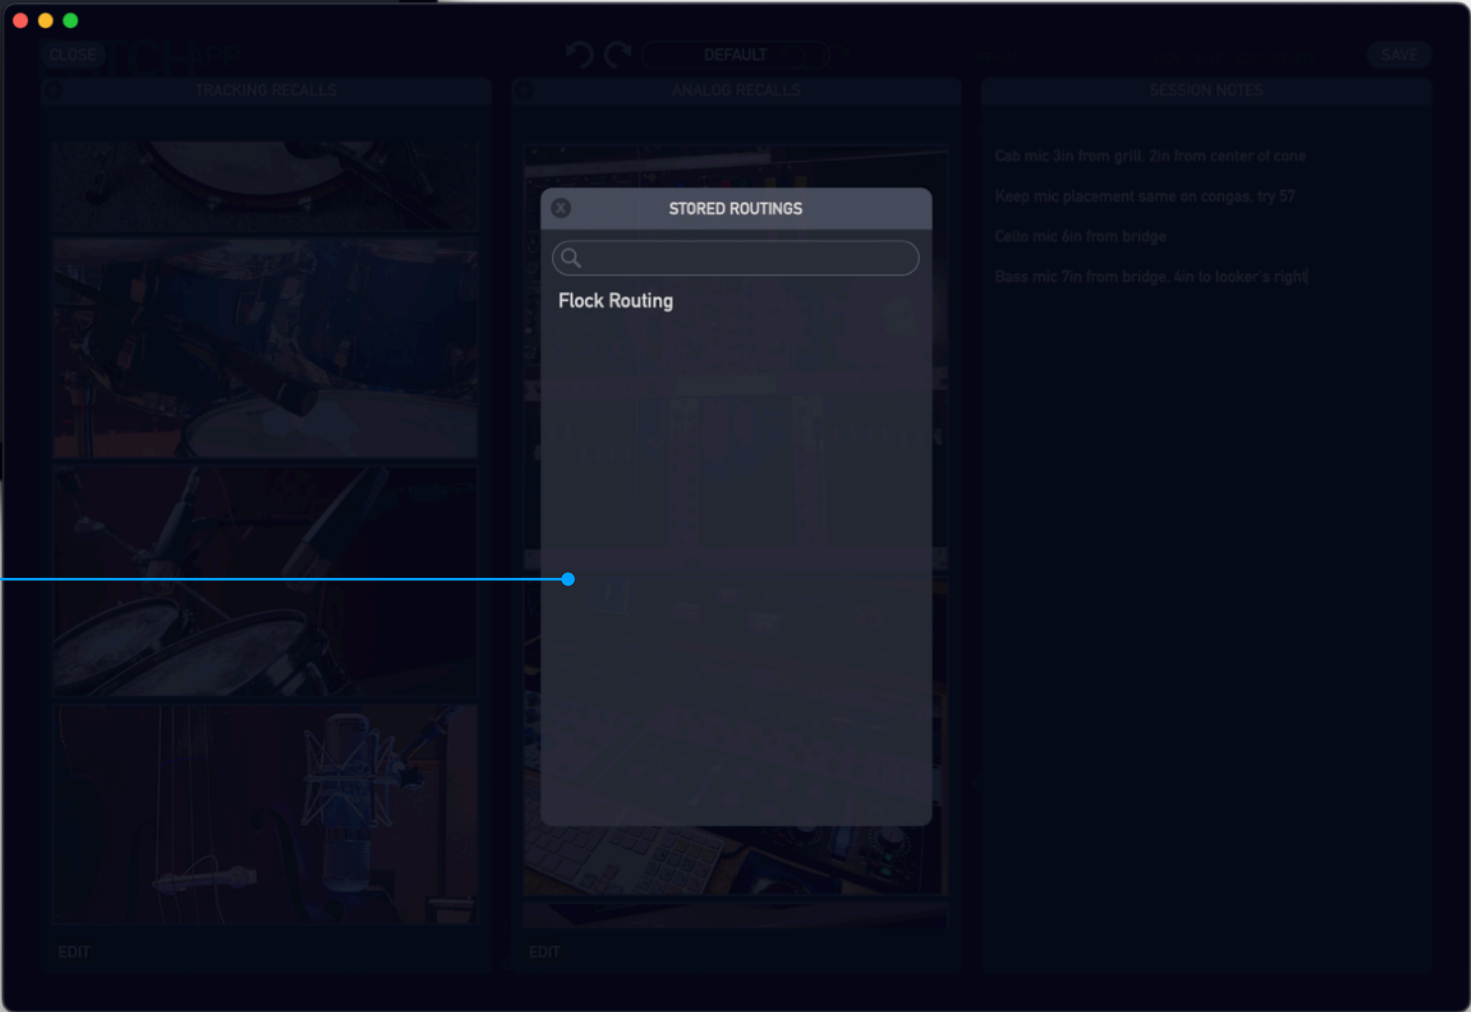 CLOSE
DEFAULT
SAVE
TRACKING RECALLS
ANALOG RECALLS
SESSION NOTES
STORED ROUTINGS
Flock Routing
Cab mic 3in from grill, 2in from center of cone
Keep mic placement same on congas, try 57
Cello mic 6in from bridge
Bass mic 7in from bridge, 4in to looker's right
EDIT
EDIT